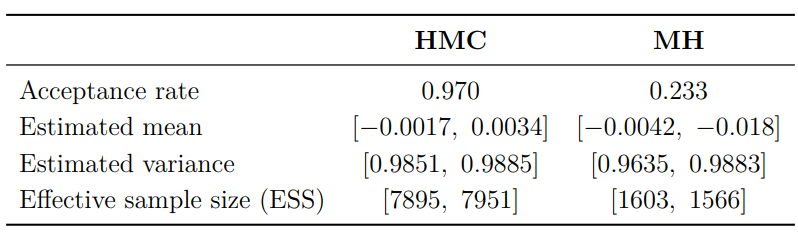 HMC MH
Acceptance rate 0.970 0.233
Estimated mean [−0.0017, 0.0034] [−0.0042, −0.018]
Estimated variance [0.9851, 0.9885] [0.9635, 0.9883]
Effective sample size (ESS) [7895, 7951] [1603, 1566]